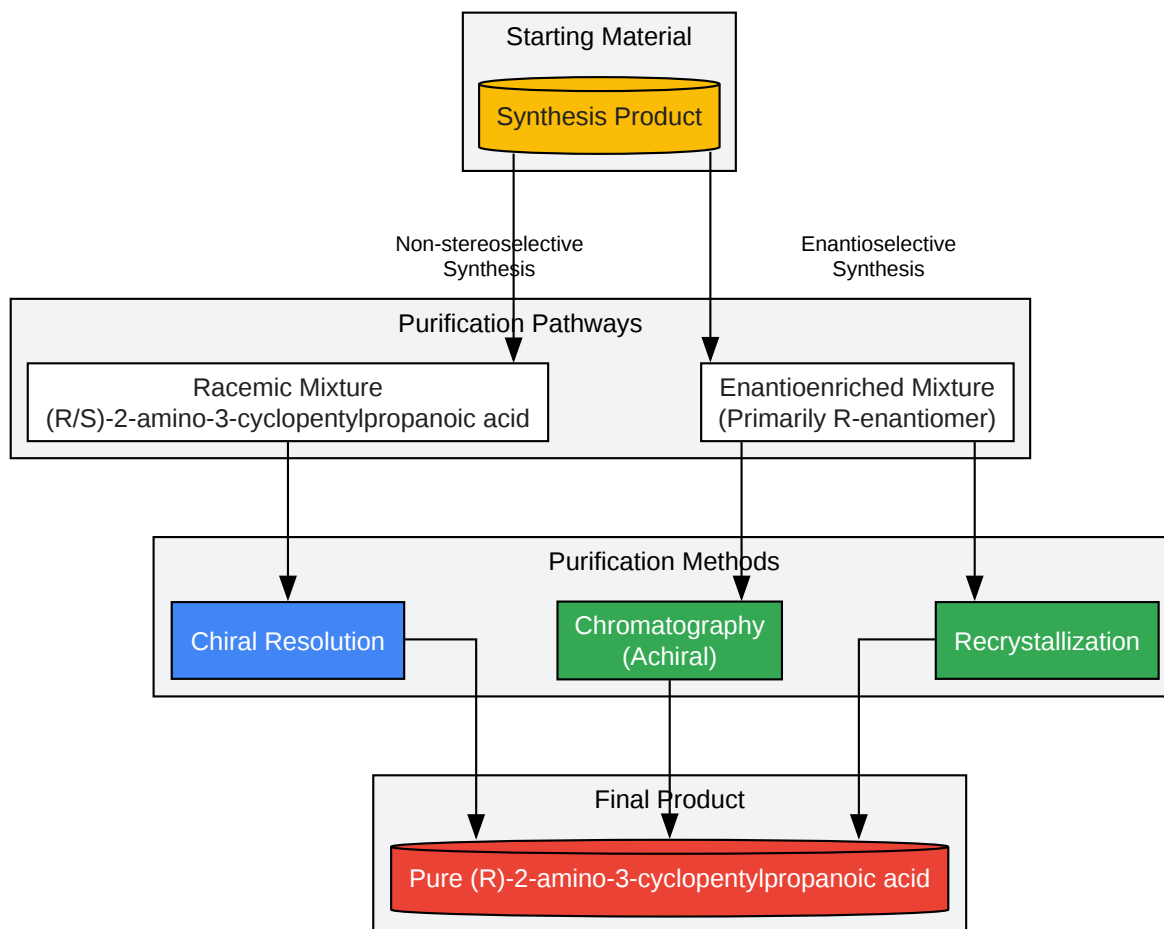 Starting Material
Synthesis Product
Non-stereoselective
Synthesis
Enantioselective
Synthesis
Purification Pathways
Racemic Mixture
(R/S)-2-amino-3-cyclopentylpropanoic acid
Enantioenriched Mixture
(Primarily R-enantiomer)
Purification Methods
Chiral Resolution
Chromatography
(Achiral)
Recrystallization
Final Product
Pure (R)-2-amino-3-cyclopentylpropanoic acid